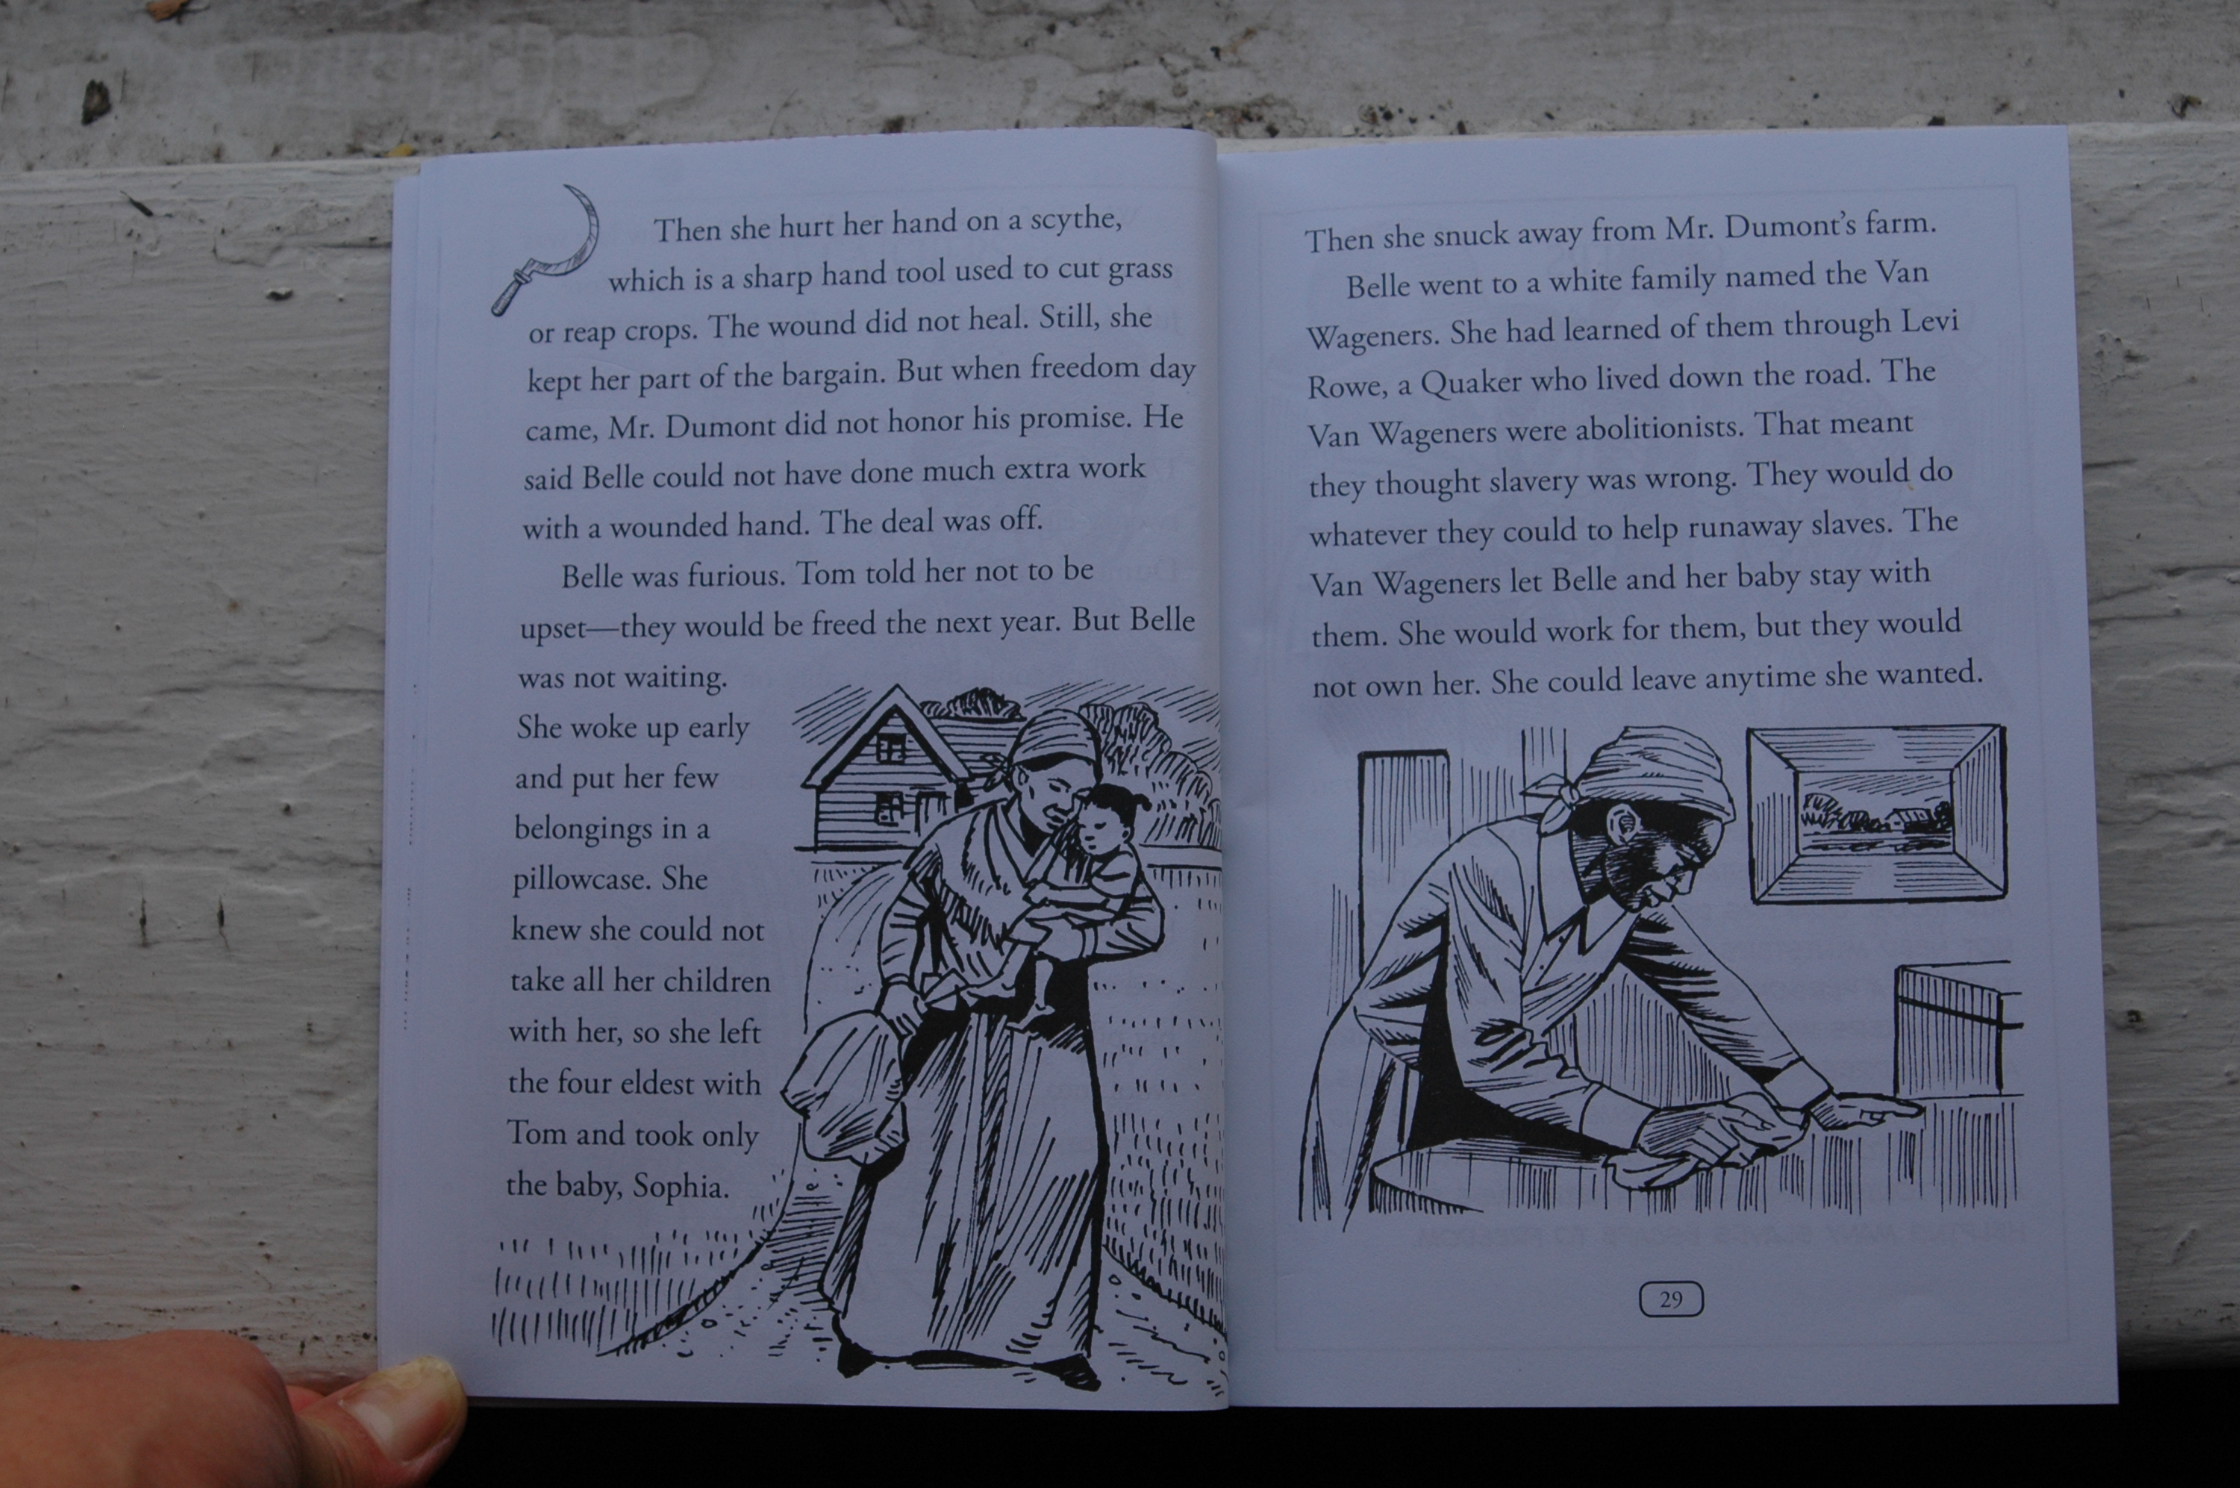 Then she hurt her hand on a scythe,
which is a sharp hand tool used to cut grass
or reap crops. The wound did not heal. Still, she
kept her part of the bargain. But when freedom day
came, Mr. Dumont did not honor his promise. He
said Belle could not have done much extra work
with a wounded hand. The deal was off.
Belle was furious. Tom told her not to be
upset—they would be freed the next year. But Belle
was not waiting.
She woke up early
and put her few
belongings in a
pillowcase. She
knew she could not
take all her children
with her, so she left
the four eldest with
Tom and took only
the baby, Sophia.
Then she snuck away from Mr. Dumont’s farm.
Belle went to a white family named the Van
Wageners. She had learned of them through Levi
Rowe, a Quaker who lived down the road. The
Van Wageners were abolitionists. That meant
they thought slavery was wrong. They would do
whatever they could to help runaway slaves. The
Van Wageners let Belle and her baby stay with
them. She would work for them, but they would
not own her. She could leave anytime she wanted.
29